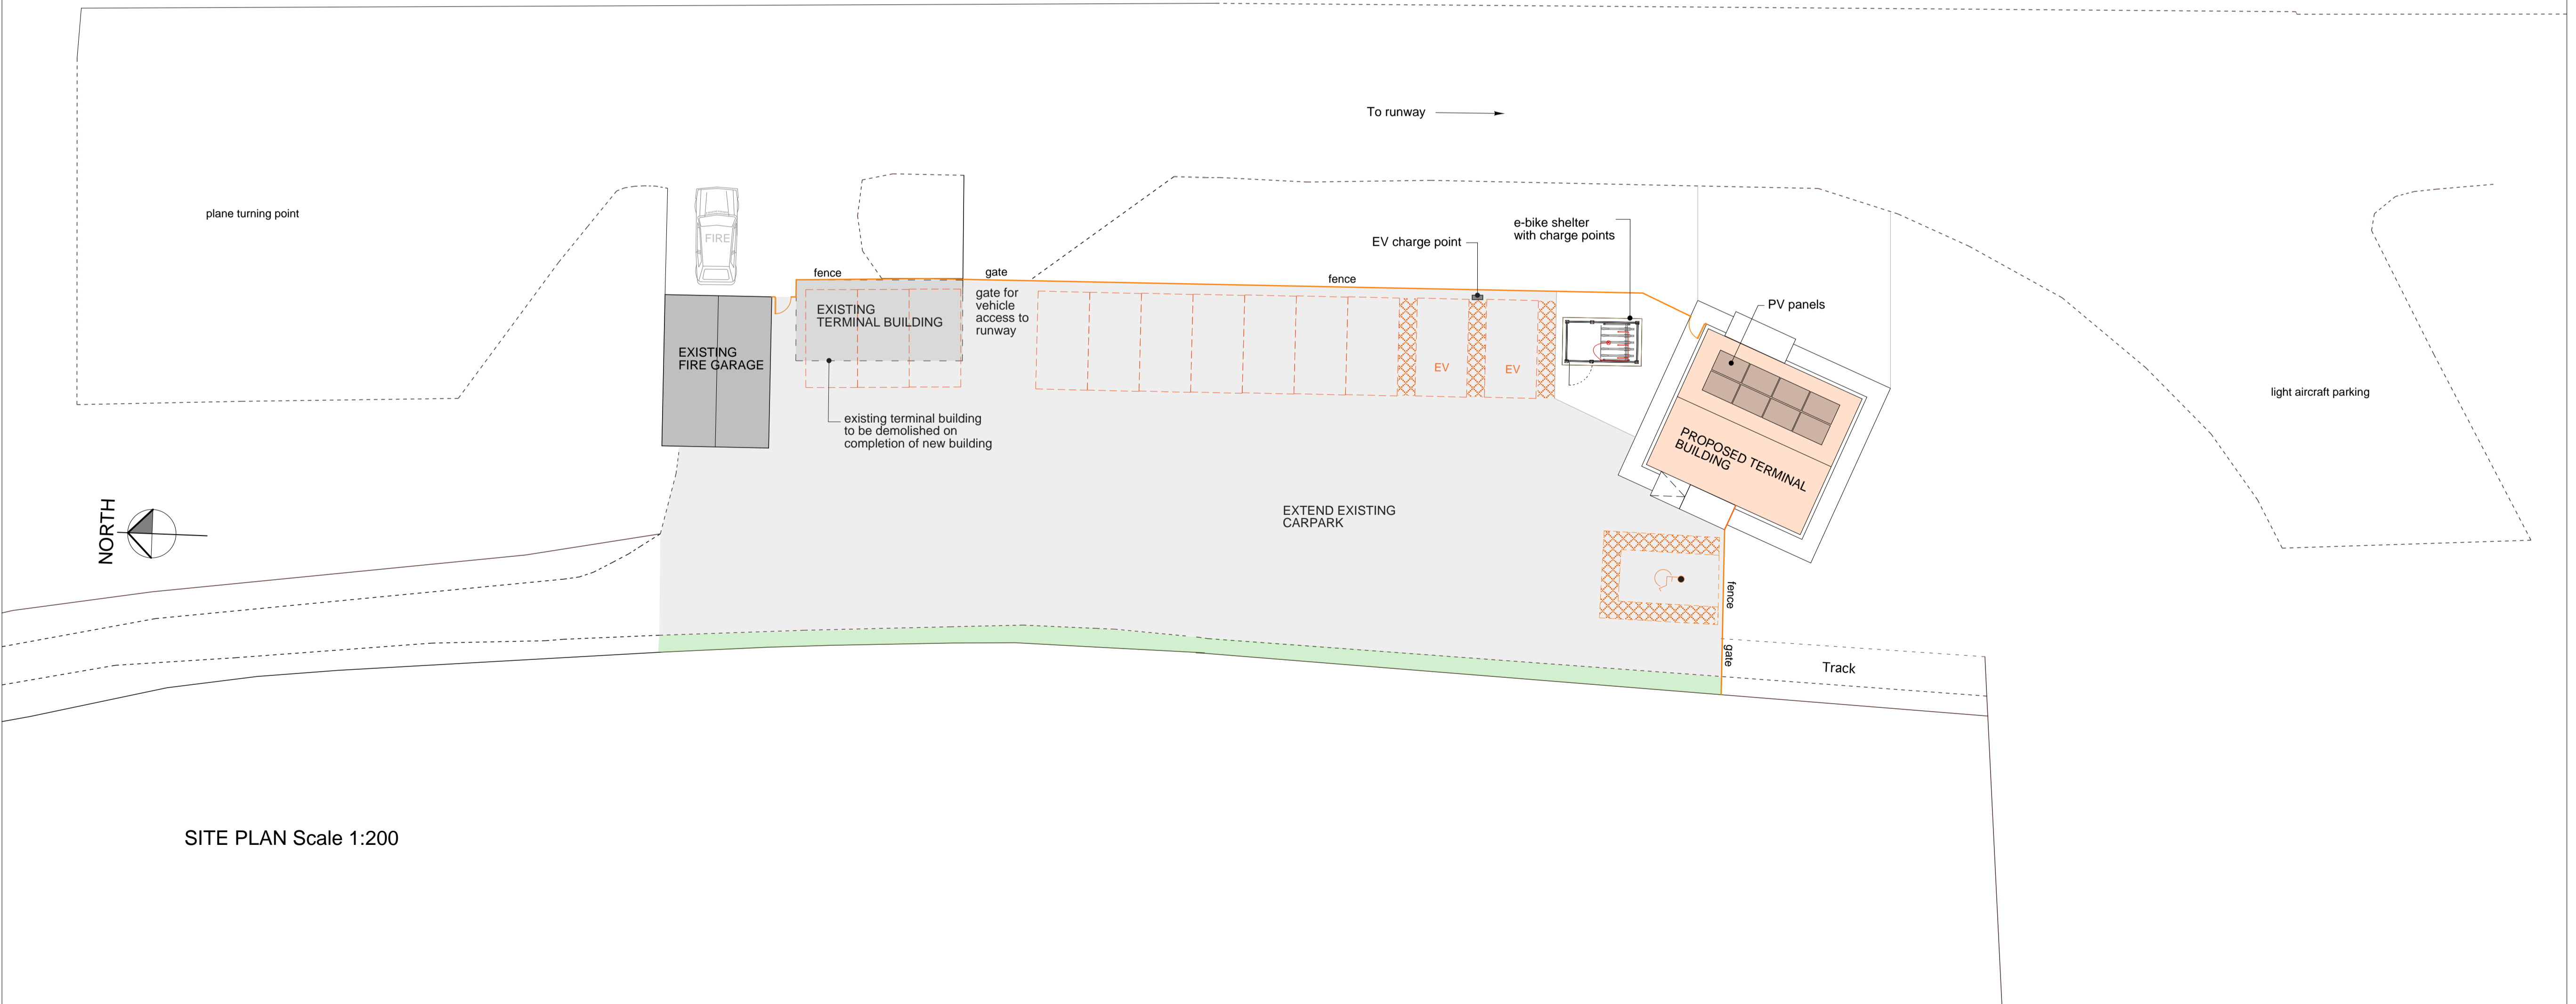 To runway
plane turning point
FIRE
e-bike shelter
with charge points
EV charge point
fence
gate
fence
gate for
vehicle
access to
runway
EXISTING
TERMINAL BUILDING
PV panels
EXISTING
FIRE GARAGE
EV
EV
light aircraft parking
existing terminal building
to be demolished on
completion of new building
PROPOSED TERMINAL
BUILDING
NORTH
EXTEND EXISTING
CARPARK
fence
gate
Track
SITE PLAN Scale 1:200